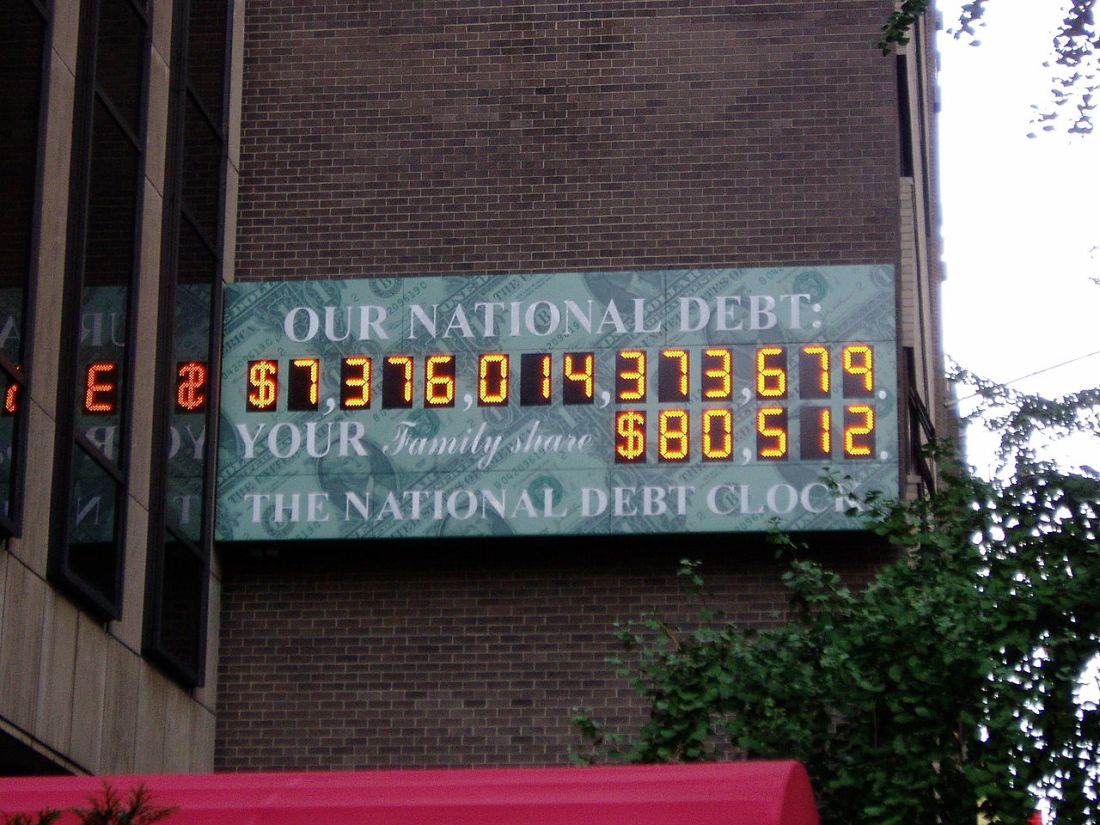 OUR NATIONAL DEBT:
$7,376,014,373,679.
YOUR Family share $80,512.
THE NATIONAL DEBT CLOCK